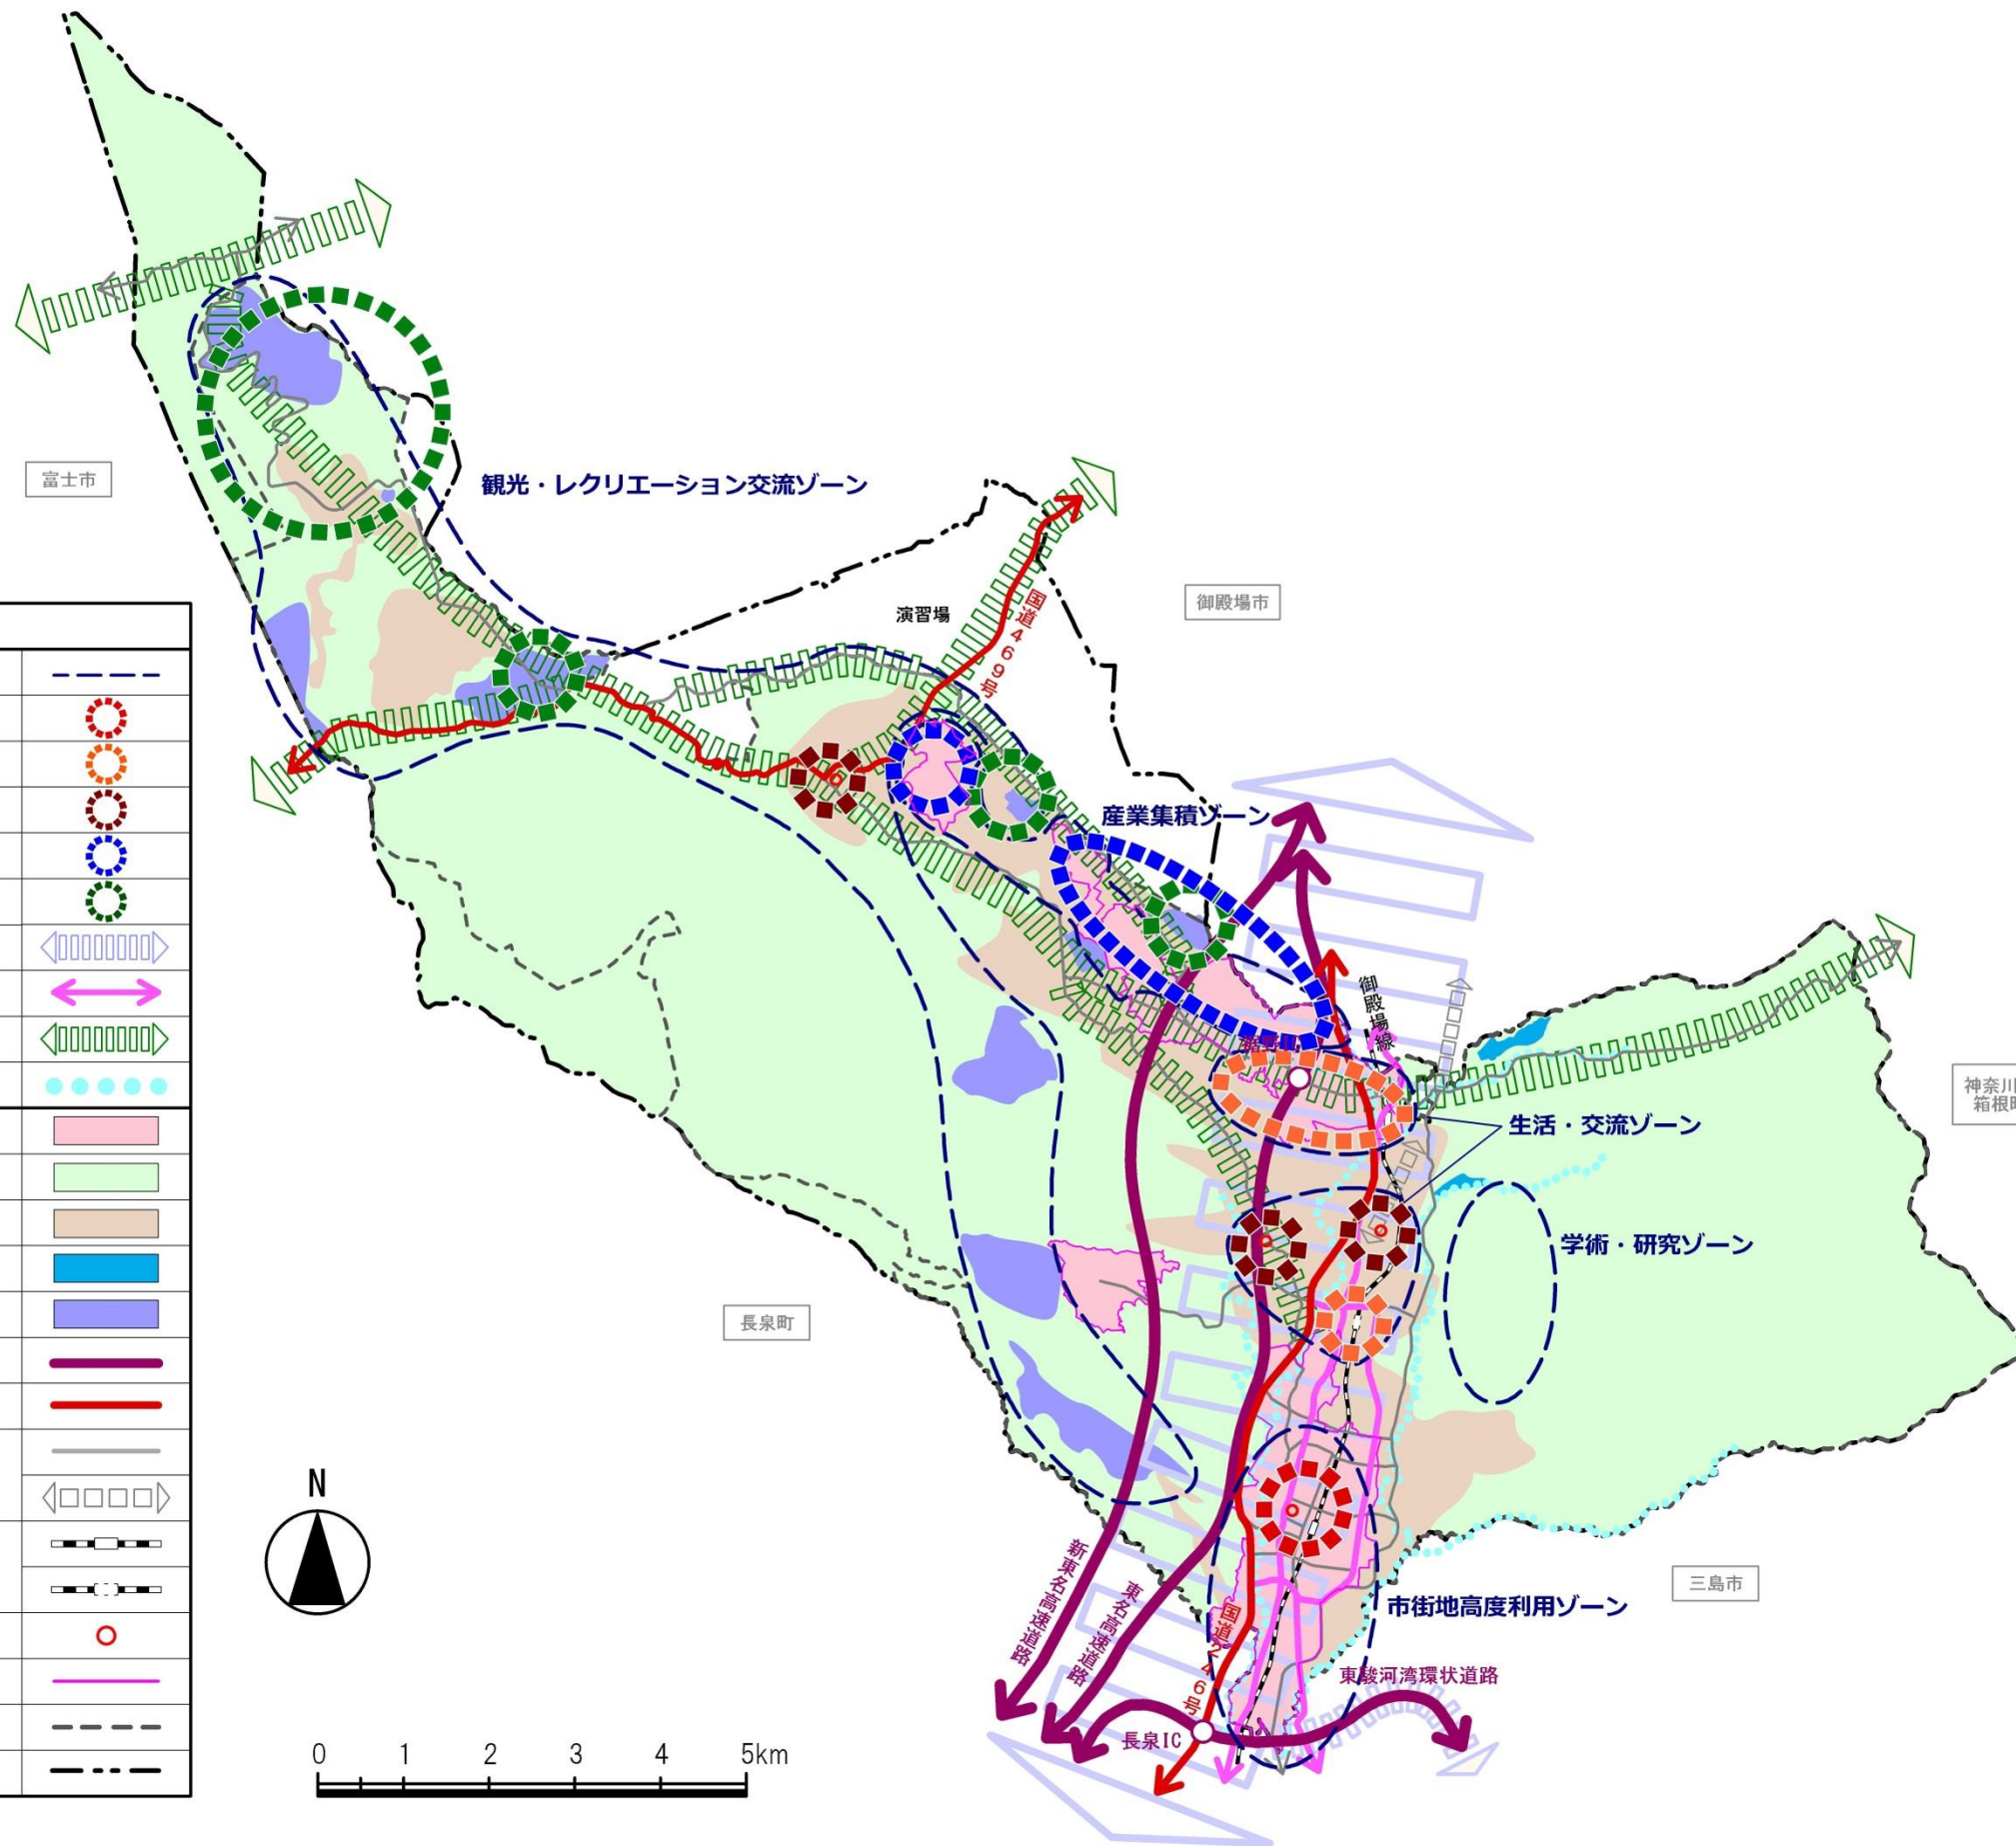 富士市
観光・レクリエーション交流ゾーン
演習場
国道469号
御殿場市
産業集積ゾーン
御殿場線
神奈川
箱根
生活・交流ゾーン
学術・研究ゾーン
長泉町
N
三島市
市街地高度利用ゾーン
新東名高速道路
東名高速道路
国道246号
東駿河湾環状道路
長泉IC
0 1 2 3 4 5km